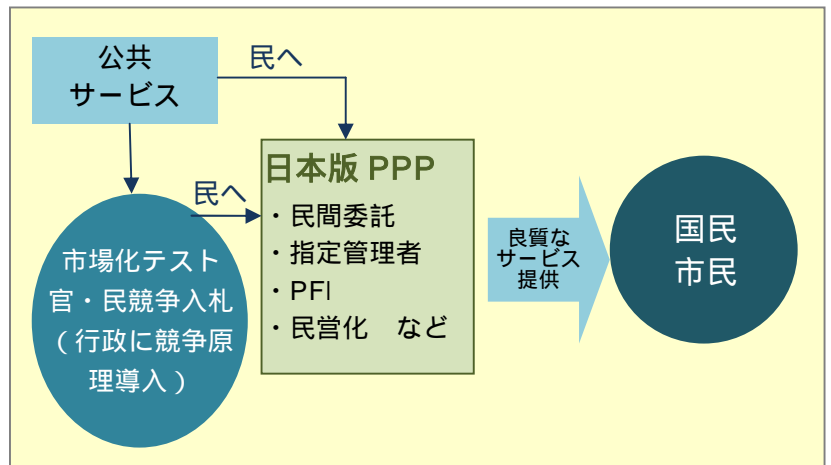 公共
サービス
民へ
民へ
日本版 PPP
・民間委託
・指定管理者
・PFI
・民営化　など
市場化テスト
官・民競争入札
（行政に競争原
理導入）
良質な
サービス
提供
国民
市民